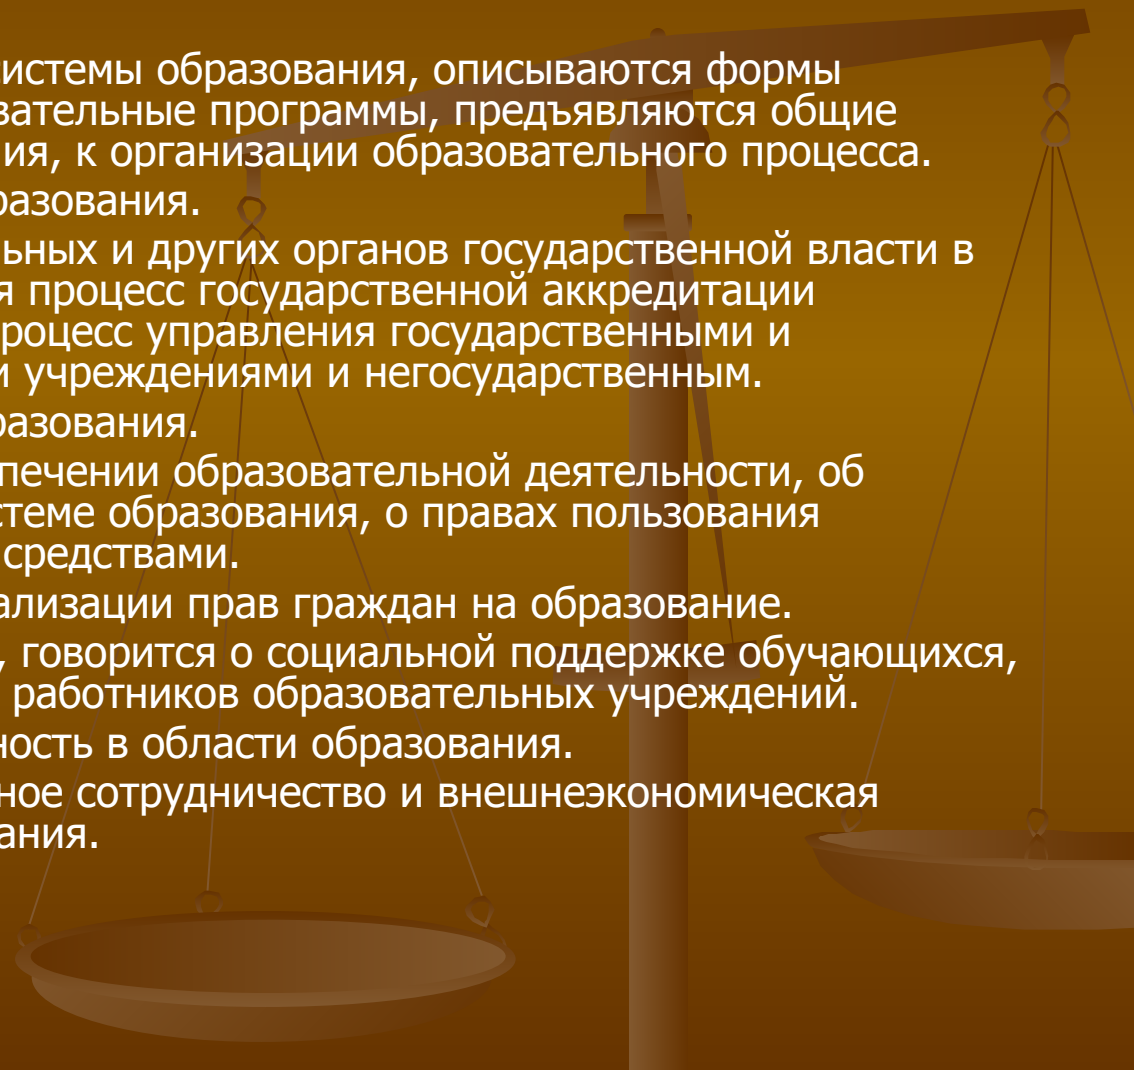 истемы образования, описываются формы
вательные программы, предъявляются общие
ия, к организации образовательного процесса.
разования.
ьных и других органов государственной власти в
я процесс государственной аккредитации
роцесс управления государственными и
и учреждениями и негосударственным.
разования.
печении образовательной деятельности, об
стеме образования, о правах пользования
средствами.
ализации прав граждан на образование.
, говорится о социальной поддержке обучающихся,
работников образовательных учреждений.
ность в области образования.
ное сотрудничество и внешнеэкономическая
ания.